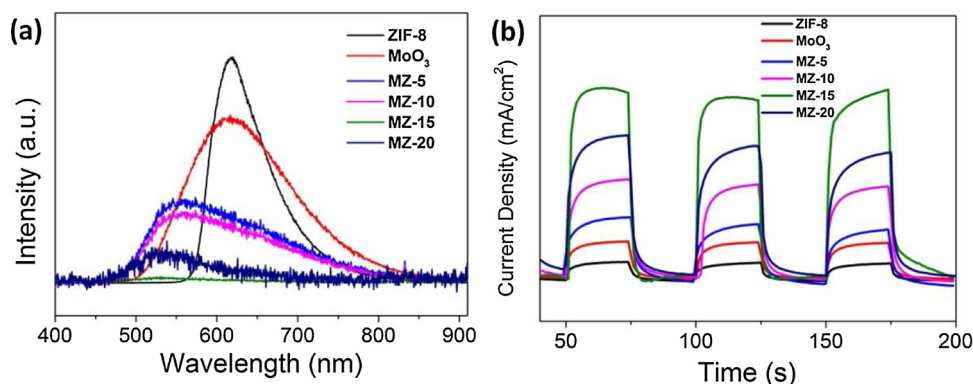 (a)
ZIF-8
MoO₃
MZ-5
MZ-10
MZ-15
MZ-20
Intensity (a.u.)
400 500 600 700 800 900
Wavelength (nm)
(b)
ZIF-8
MoO₃
MZ-5
MZ-10
MZ-15
MZ-20
Current Density (mA/cm²)
50 100 150 200
Time (s)